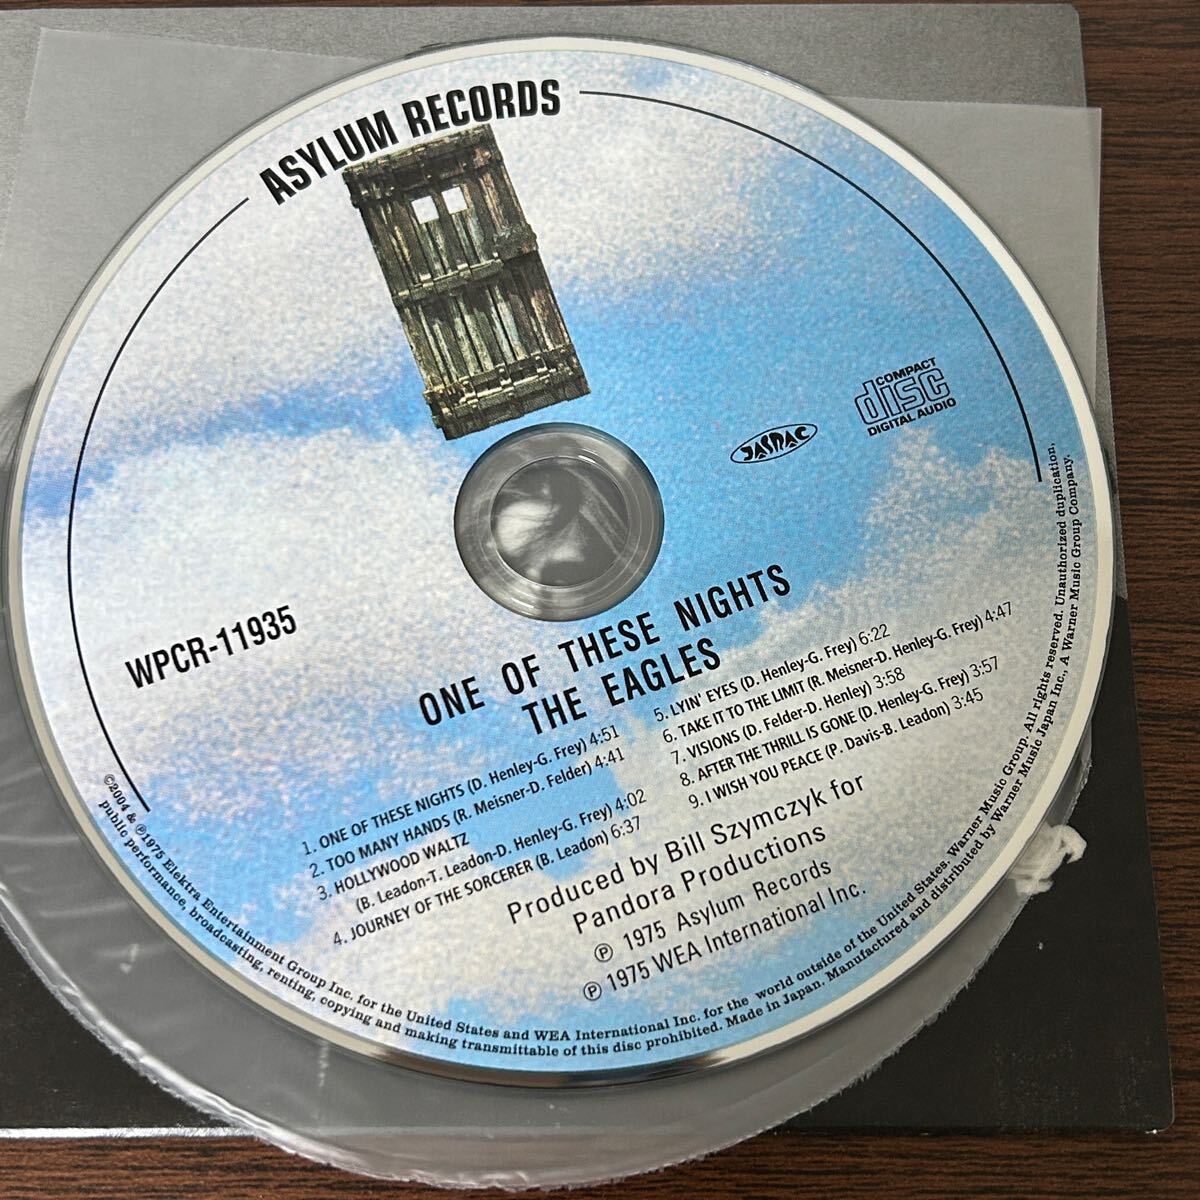 ASYLUM RECORDS
COMPACT
disc
DIGITAL AUDIO
JASRAC
WPCR-11935
ONE OF THESE NIGHTS
THE EAGLES
1. ONE OF THESE NIGHTS (D. Henley-G. Frey) 4:51
2. TOO MANY HANDS (R. Meisner-D. Felder) 4:41
3. HOLLYWOOD WALTZ
(B. Leadon-T. Leadon-D. Henley-G. Frey) 4:02
4. JOURNEY OF THE SORCERER (B. Leadon) 6:37
5. LYIN' EYES (D. Henley-G. Frey) 6:22
6. TAKE IT TO THE LIMIT (R. Meisner-D. Henley-G. Frey) 4:47
7. VISIONS (D. Felder-D. Henley) 3:58
8. AFTER THE THRILL IS GONE (D. Henley-G. Frey) 3:57
9. I WISH YOU PEACE (P. Davis-B. Leadon) 3:45
Produced by Bill Szymczyk for
Pandora Productions
℗ 1975 Asylum Records
℗ 1975 WEA International Inc.
©2004 & ℗1975 Elektra Entertainment Group Inc. for the United States and WEA International Inc. for the world outside of the United States. Warner Music Group. All rights reserved. Unauthorized duplication,
public performance, broadcasting, renting, copying and making transmittable of this disc prohibited. Made in Japan. Manufactured and distributed by Warner Music Japan Inc., A Warner Music Group Company.